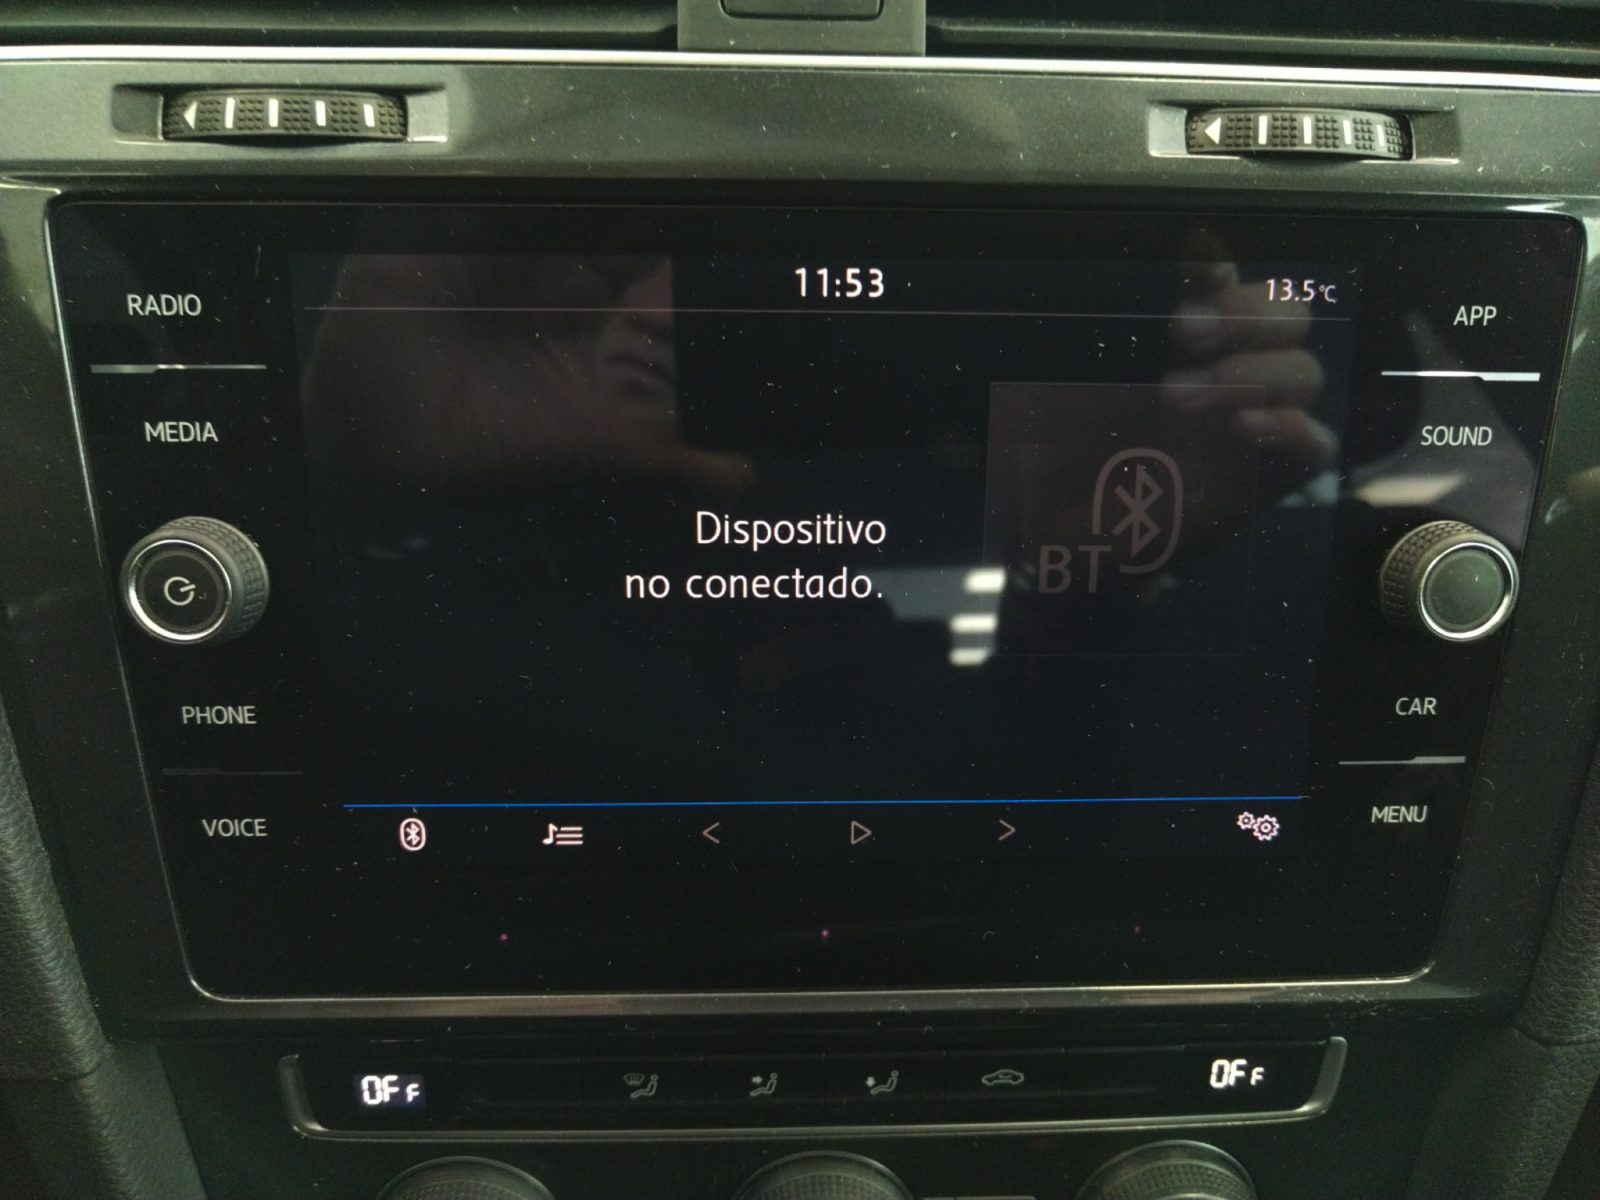 11:53
13.5°C
RADIO
APP
MEDIA
SOUND
Dispositivo
no conectado.
BT
PHONE
CAR
VOICE
MENU
OFF
OFF